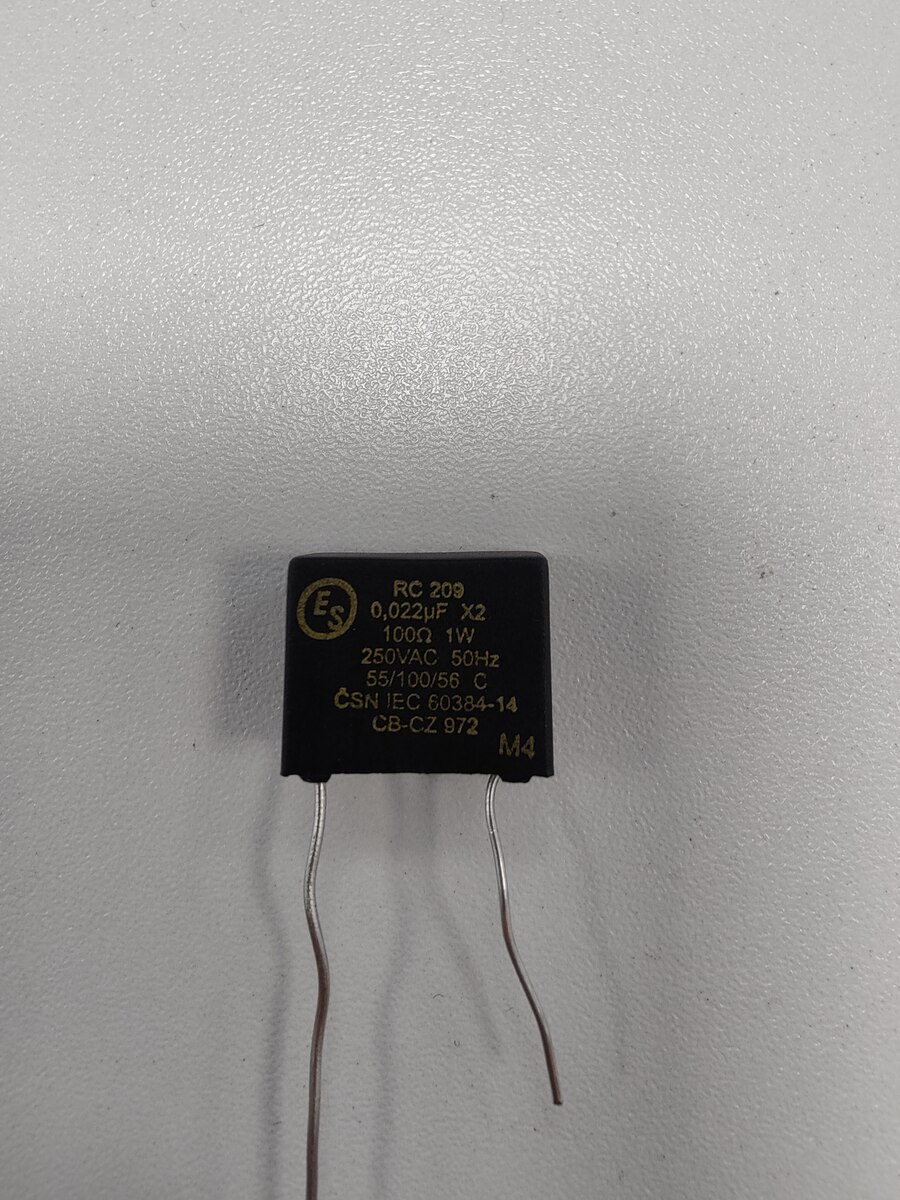 ES
RC 209
0,022µF X2
100Ω 1W
250VAC 50Hz
55/100/56 C
ČSN IEC 60384-14
CB-CZ 972
M4